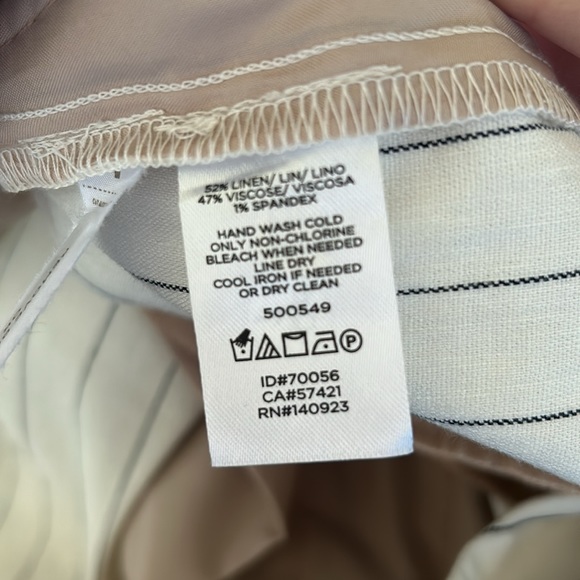 52% LINEN/ LIN/ LINO
47% VISCOSE/ VISCOSA
1% SPANDEX
HAND WASH COLD
ONLY NON-CHLORINE
BLEACH WHEN NEEDED
LINE DRY
COOL IRON IF NEEDED
OR DRY CLEAN
500549
P
ID#70056
CA#57421
RN#140923